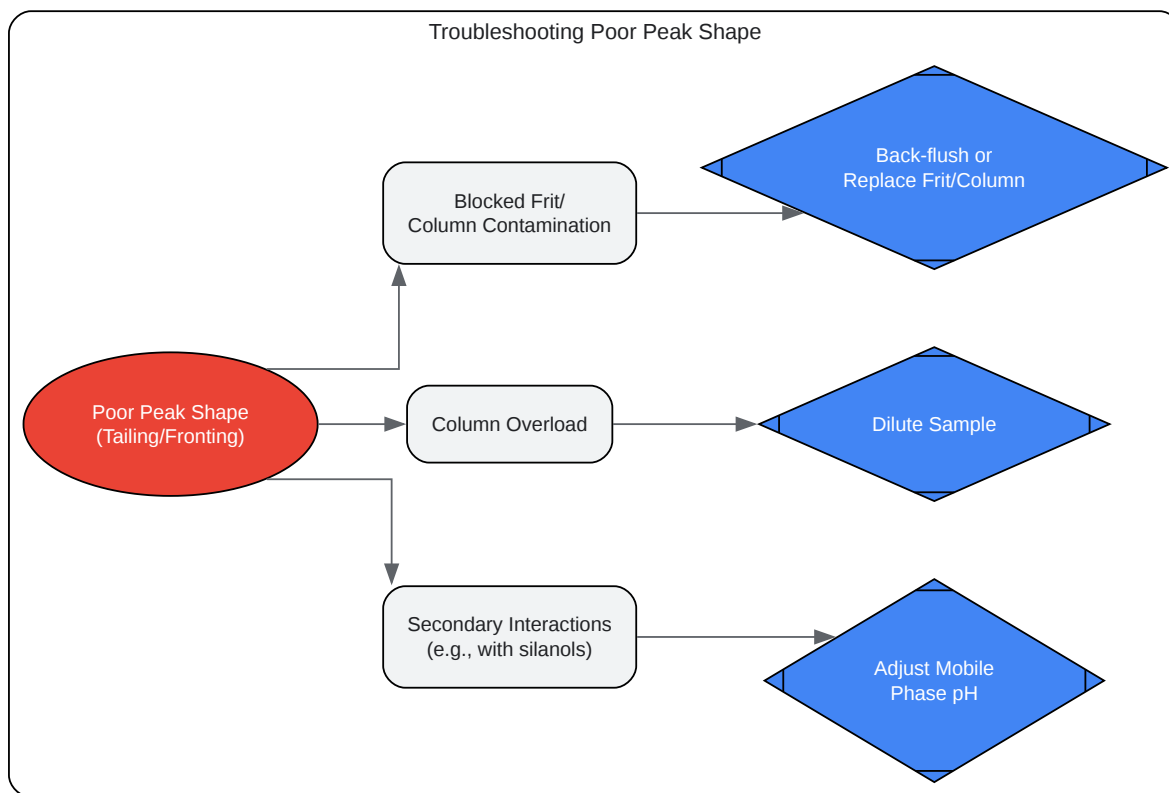 Troubleshooting Poor Peak Shape
Back-flush or
Replace Frit/Column
Blocked Frit/
Column Contamination
Poor Peak Shape
(Tailing/Fronting)
Column Overload
Dilute Sample
Secondary Interactions
(e.g., with silanols)
Adjust Mobile
Phase pH